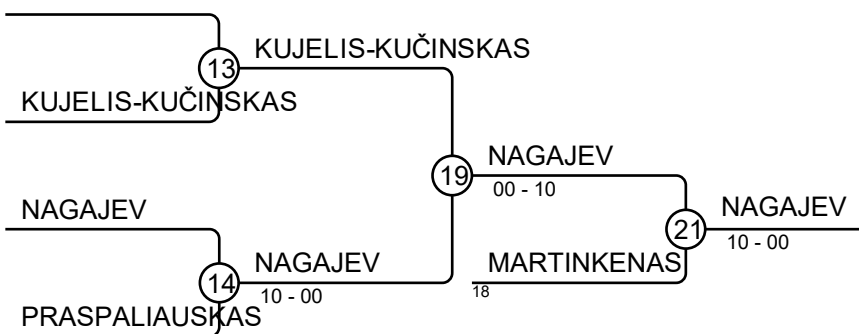 KUJELIS-KUČINSKAS
13
KUJELIS-KUČINSKAS
NAGAJEV
19
00 - 10
NAGAJEV
NAGAJEV
21
10 - 00
NAGAJEV
MARTINKENAS
14
10 - 00
18
PRASPALIAUSKAS